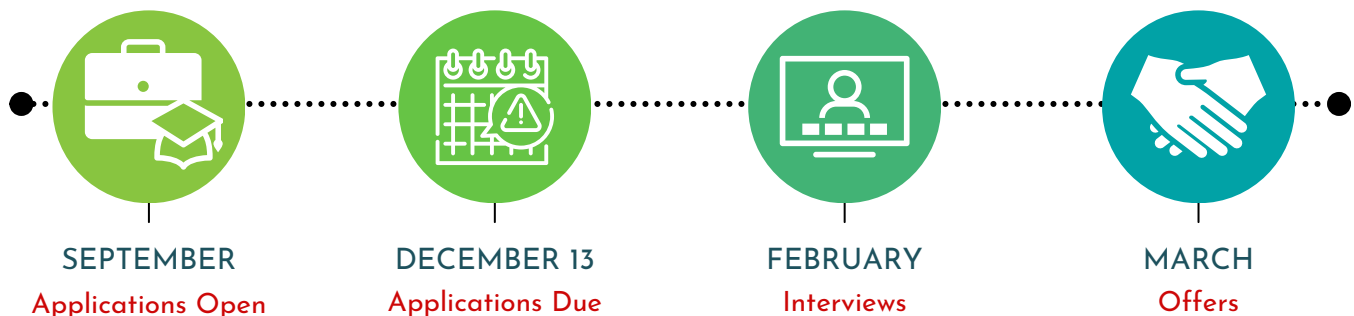 SEPTEMBER
Applications Open
DECEMBER 13
Applications Due
FEBRUARY
Interviews
MARCH
Offers